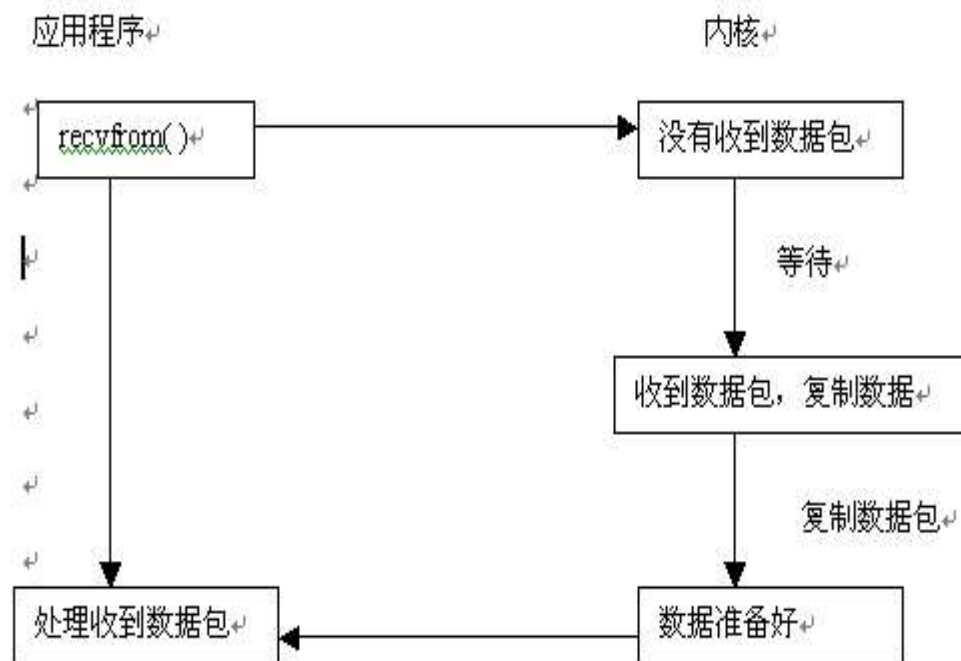 应用程序
内核
recvfrom( )
没有收到数据包
等待
收到数据包，复制数据
复制数据包
处理收到数据包
数据准备好